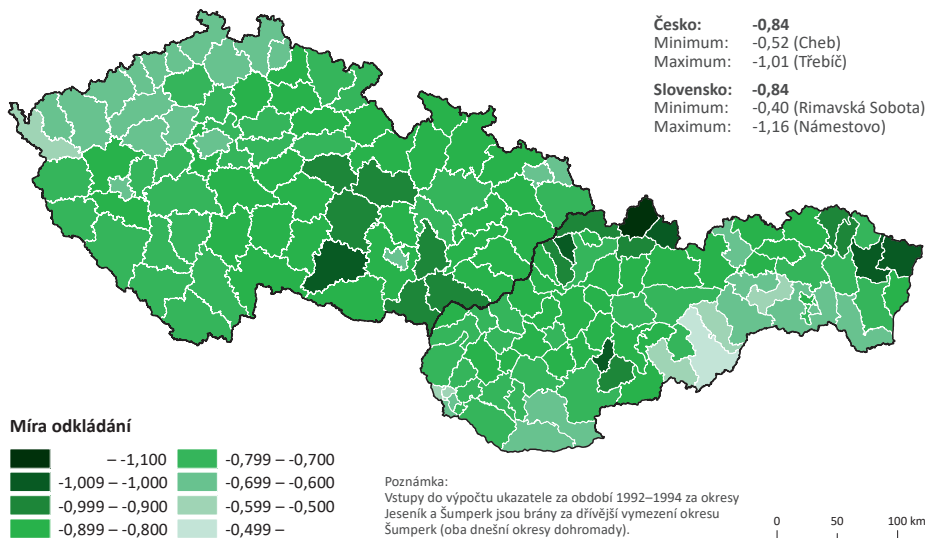 Česko: -0,84
Minimum: -0,52 (Cheb)
Maximum: -1,01 (Třebíč)
Slovensko: -0,84
Minimum: -0,40 (Rimavská Sobota)
Maximum: -1,16 (Námestovo)
Míra odkládání
– -1,100
-1,009 – -1,000
-0,999 – -0,900
-0,899 – -0,800
-0,799 – -0,700
-0,699 – -0,600
-0,599 – -0,500
-0,499 –
Poznámka:
Vstupy do výpočtu ukazatele za období 1992–1994 za okresy
Jeseník a Šumperk jsou brány za dřívější vymezení okresu
Šumperk (oba dnešní okresy dohromady).
0 50 100 km